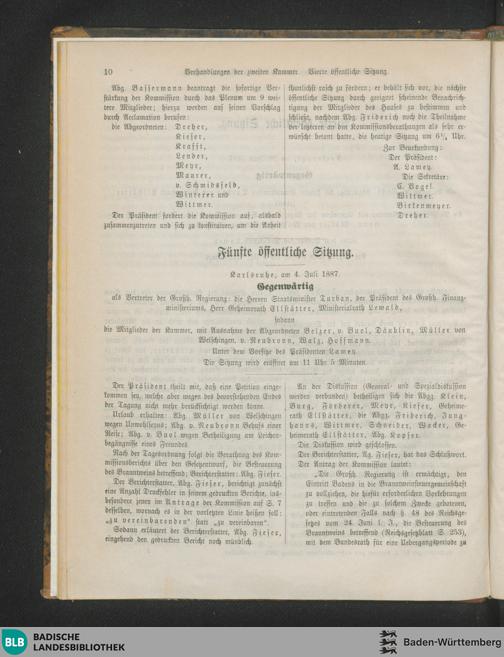 10 Verhandlungen der zweiten Kammer. Vierte öffentliche Sitzung.
Abg. Bassermann beantragt die sofortige Ver-
stärkung der Kommission durch das Plenum um 9 wei-
tere Mitglieder; hierzu werden auf seinen Vorschlag
durch Acclamation berufen:
die Abgeordneten: Dreher,
Kiefer,
Krafft,
Lender,
Meyr,
Maurer,
v. Schmidsfeld,
Winterer und
Wittmer.
Der Präsident fordert die Kommission auf, alsbald
zusammenzutreten und sich zu konstituiren, um die Arbeit
thunlichst rasch zu fördern; er behält sich vor, die nächste
öffentliche Sitzung durch geeignet scheinende Benachrich-
tigung der Mitglieder des Hauses zu bestimmen und
schließt, nachdem Abg. Friderich noch die Theilnahme
der letzteren an den Kommissionsberathungen als sehr er-
wünscht betont hatte, die heutige Sitzung um 6¼ Uhr.
Zur Beurkundung:
Der Präsident:
A. Lamey.
Die Sekretäre:
C. Vogel.
Wittmer.
Birkenmeyer.
Dreher.
Fünfte öffentliche Sitzung.
Karlsruhe, am 4. Juli 1887.
Gegenwärtig
als Vertreter der Großh. Regierung: die Herren Staatsminister Turban, der Präsident des Großh. Finanz-
ministeriums, Herr Geheimerath Ellstätter, Ministerialrath Lewald,
sodann
die Mitglieder der Kammer, mit Ausnahme der Abgeordneten Belzer, v. Buol, Däublin, Müller von
Welschingen, v. Neubronn, Walz, Hoffmann.
Unter dem Vorsitze des Präsidenten Lamey.
Die Sitzung wird eröffnet um 11 Uhr 5 Minuten.
Der Präsident theilt mit, daß eine Petition einge-
kommen sey, welche aber wegen des bevorstehenden Endes
der Tagung nicht mehr berücksichtigt werden könne.
Urlaub erhalten: Abg. Müller von Welschingen
wegen Unwohlseins; Abg. v. Neubronn Behufs einer
Reise; Abg. v. Buol wegen Betheiligung am Leichen-
begängnisse eines Freundes.
Nach der Tagesordnung folgt die Berathung des Kom-
missionsberichts über den Gesetzentwurf, die Besteuerung
des Branntweins betreffend; Berichterstatter: Abg. Fieser.
Der Berichterstatter, Abg. Fieser, berichtigt zunächst
eine Anzahl Druckfehler in seinem gedruckten Berichte, ins-
besondere jenen im Antrage der Kommission auf S. 7
desselben, wonach es in der vorletzten Linie heißen soll:
„zu vereinbarenden“ statt „zu vereinbaren“.
Sodann erläutert der Berichterstatter, Abg. Fieser,
eingehend den gedruckten Bericht noch mündlich.
An der Diskussion (General- und Spezialdiskussion
werden verbunden) betheiligen sich die Abgg. Klein,
Burg, Förderer, Meyr, Kiefer, Geheime-
rath Ellstätter, die Abgg. Friderich, Jung-
hanns, Wittmer, Schneider, Wacker, Ge-
heimerath Ellstätter, Abg. Kopfer.
Die Diskussion wird geschlossen.
Der Berichterstatter, Ag. Fieser, hat das Schlußwort.
Der Antrag der Kommission lautet:
„Die Großh. Regierung ist ermächtigt, den
Eintritt Badens in die Branntweinsteuergemeinschaft
zu vollziehen, die hiefür erforderlichen Vorkehrungen
zu treffen und die zu solchem Zwecke gebotenen,
oder eintretenden Falls nach § 48 des Reichsge-
setzes vom 24. Juni l. J., die Besteuerung des
Branntweins betreffend (Reichsgesetzblatt S. 253),
mit dem Bundesrath für eine Uebergangsperiode zu
BLB BADISCHE
LANDESBIBLIOTHEK
Baden-Württemberg